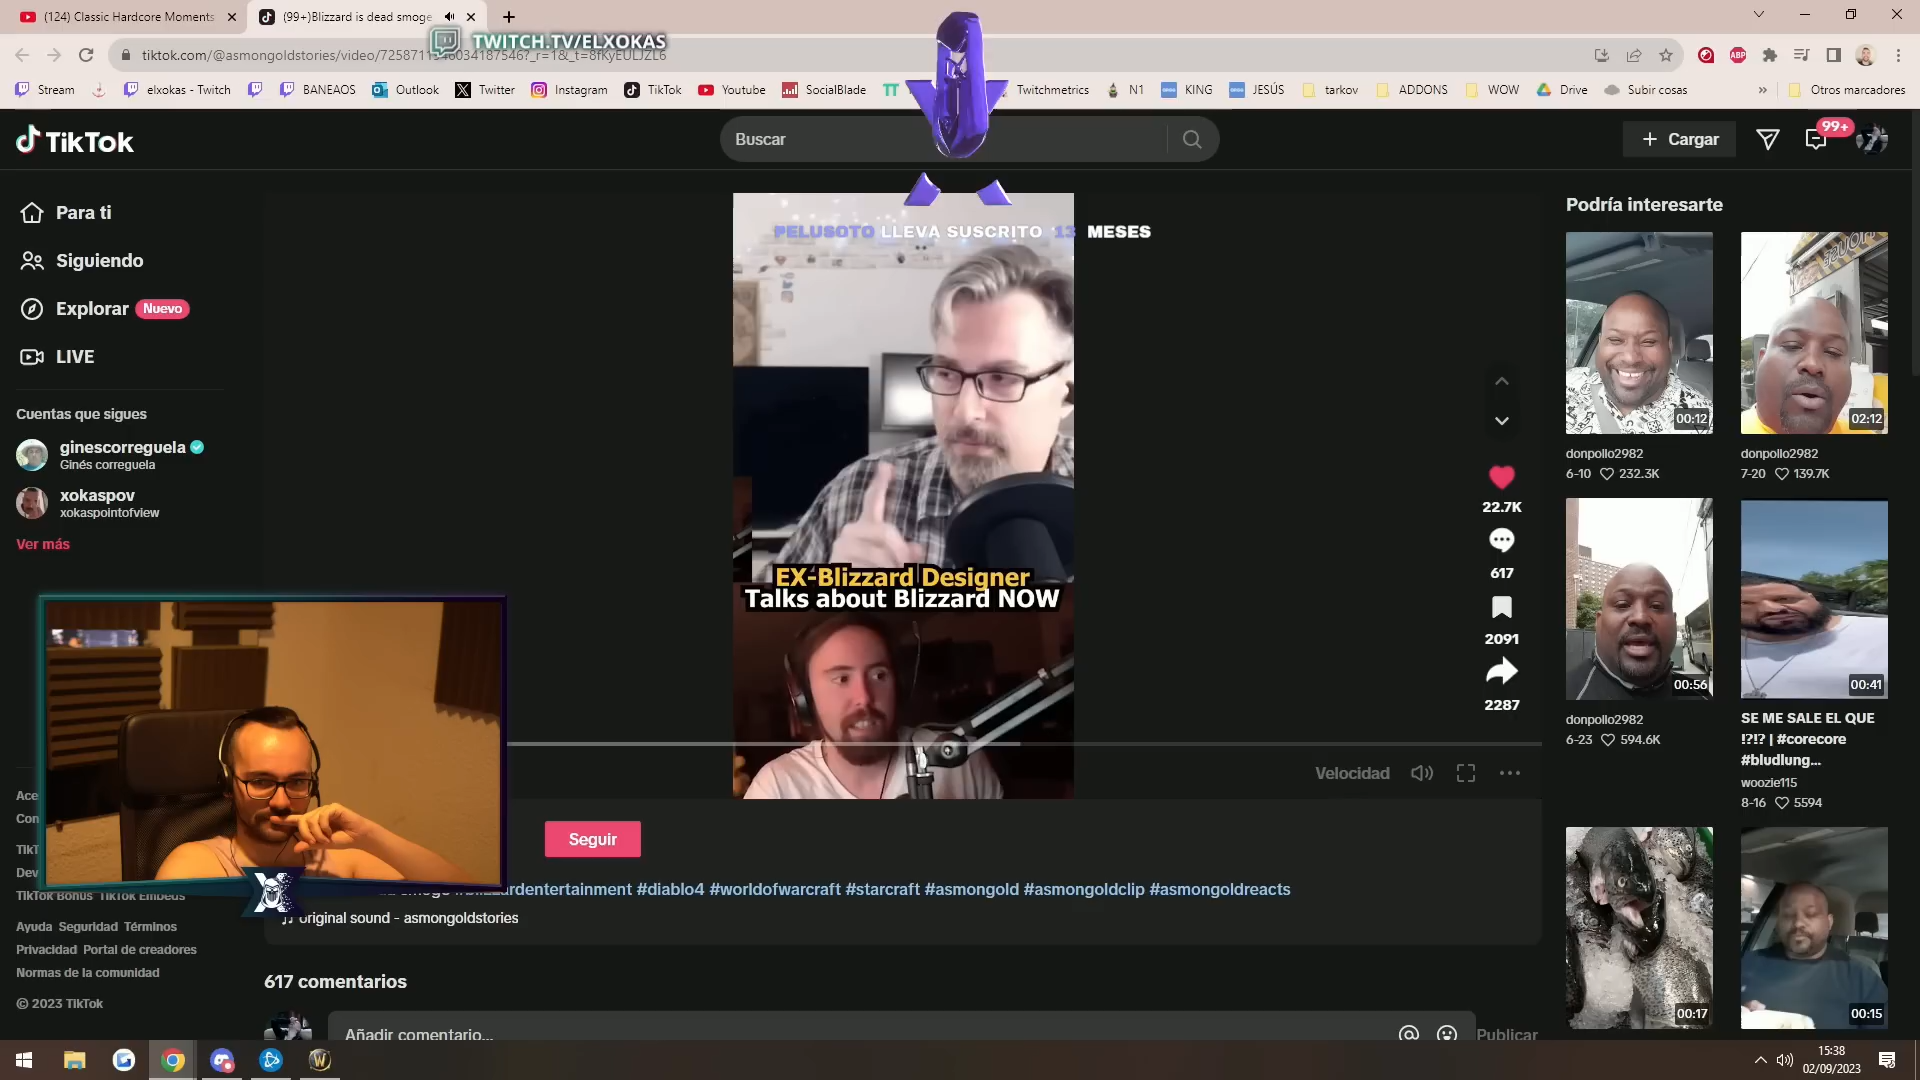 (124) Classic Hardcore Moments
(99+)Blizzard is dead smoge
TWITCH.TV/ELXOKAS
Stream
elxokas - Twitch
BANEAOS
Outlook
Twitter
Instagram
TikTok
Youtube
SocialBlade
Twitchmetrics
N1
KING
JESÚS
tarkov
ADDONS
WOW
Drive
Subir cosas
»
Otros marcadores
TikTok
Buscar
Cargar
99+
Para ti
Siguiendo
Explorar Nuevo
LIVE
Cuentas que sigues
ginescorreguela
Ginés correguela
xokaspov
xokaspointofview
Ver más
PELUSOTO LLEVA SUSCRITO 13 MESES
EX-Blizzard Designer
Talks about Blizzard NOW
22.7K
617
2091
2287
Velocidad
Seguir
#diablo4 #worldofwarcraft #starcraft #asmongold #asmongoldclip #asmongoldreacts
original sound - asmongoldstories
617 comentarios
Añadir comentario...
Publicar
TikTok Bonus TikTok Embeds
Ayuda Seguridad Términos
Privacidad Portal de creadores
Normas de la comunidad
© 2023 TikTok
Podría interesarte
00:12
donpollo2982
6-10 232.3K
02:12
donpollo2982
7-20 139.7K
00:56
donpollo2982
6-23 594.6K
00:41
SE ME SALE EL QUE
!?!? | #corecore
#bludlung...
woozie115
8-16 5594
00:17
00:15
15:38
02/09/2023